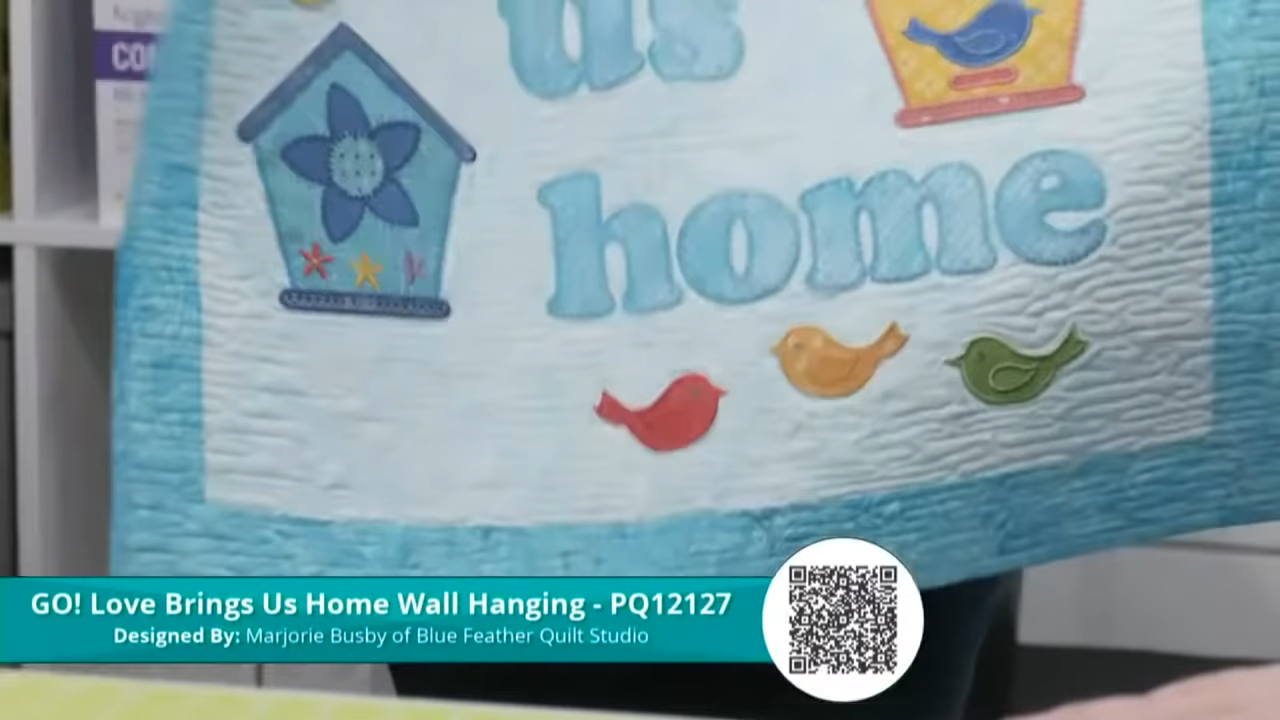 us
home
GO! Love Brings Us Home Wall Hanging - PQ12127
Designed By: Marjorie Busby of Blue Feather Quilt Studio